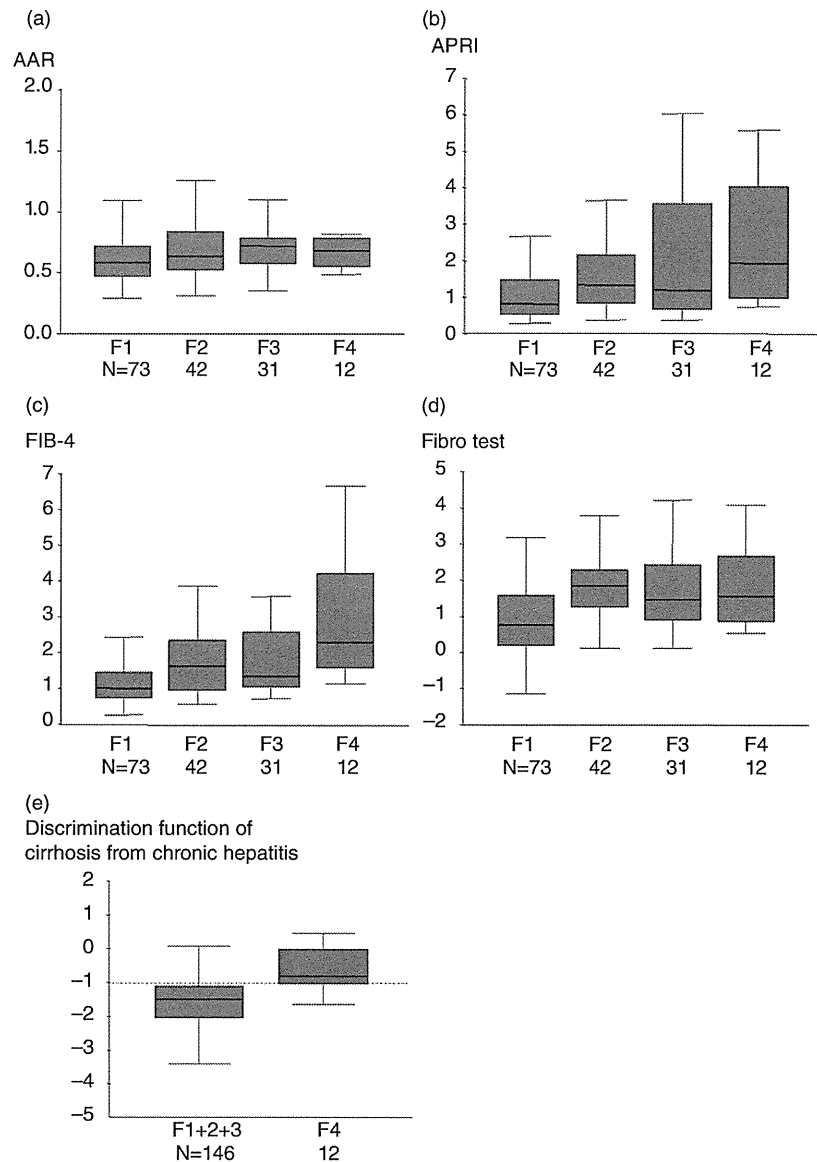 (a)
AAR
2.0
1.5
1.0
0.5
0.0
F1 F2 F3 F4
N=73 42 31 12
(b)
APRI
7
6
5
4
3
2
1
0
F1 F2 F3 F4
N=73 42 31 12
(c)
FIB-4
7
6
5
4
3
2
1
0
F1 F2 F3 F4
N=73 42 31 12
(d)
Fibro test
5
4
3
2
1
0
−1
−2
F1 F2 F3 F4
N=73 42 31 12
(e)
Discrimination function of
cirrhosis from chronic hepatitis
2
1
0
−1
−2
−3
−4
−5
F1+2+3 F4
N=146 12